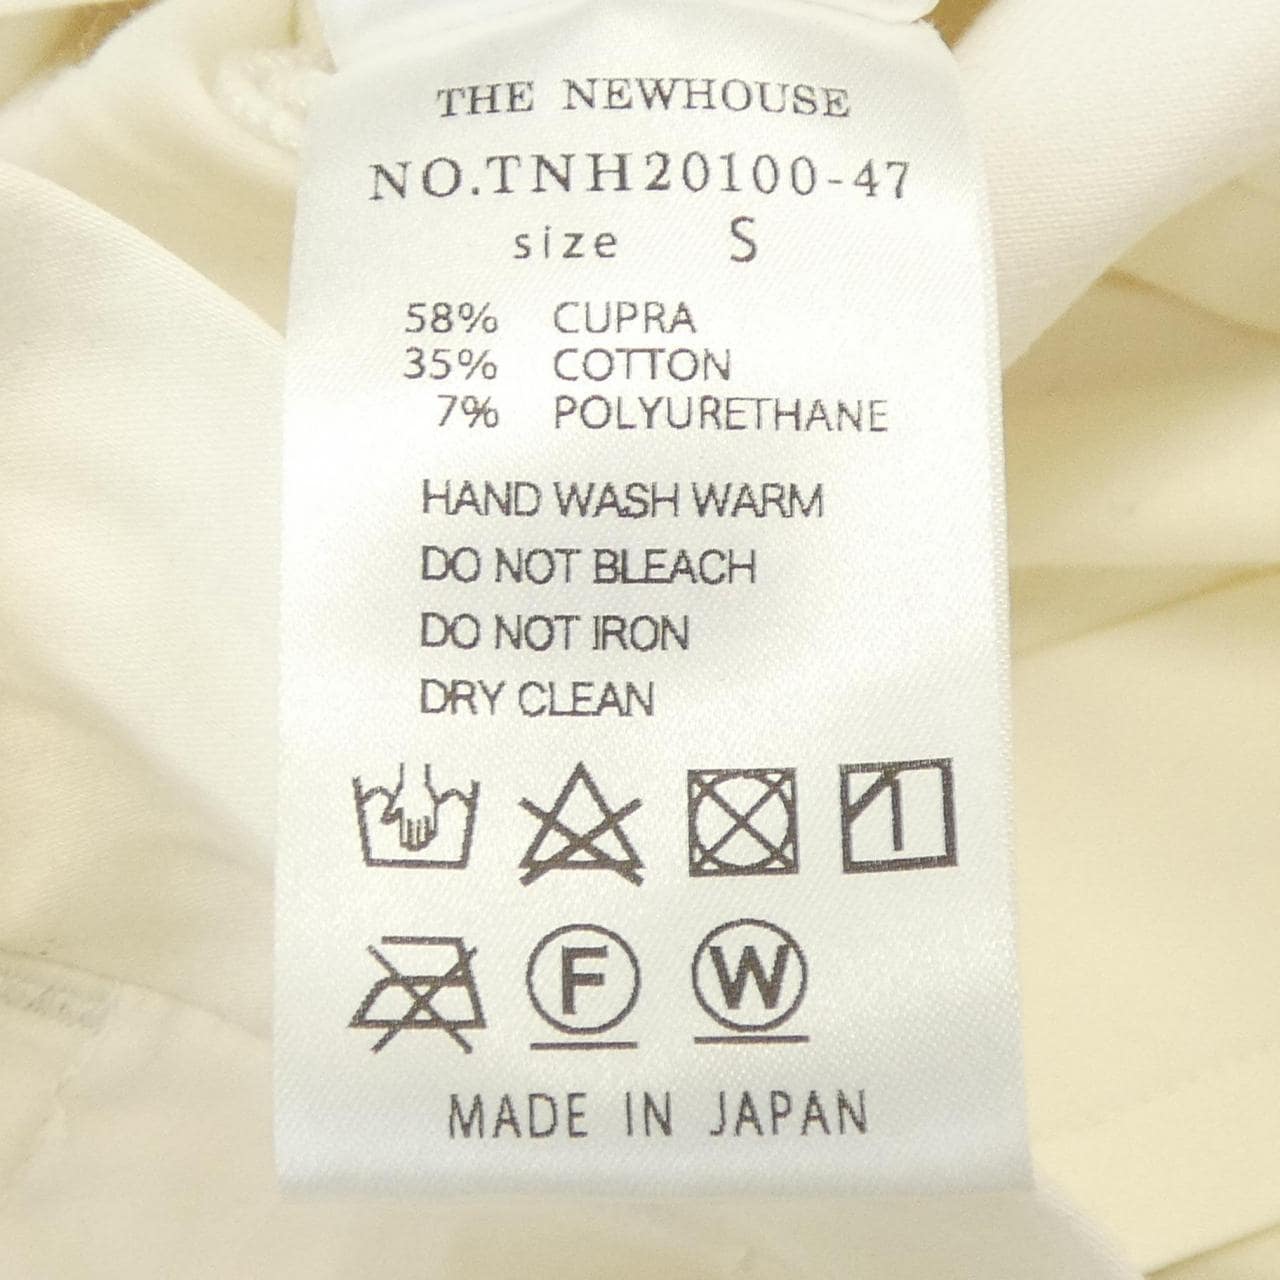 THE NEWHOUSE
NO.TNH20100-47
size S
58% CUPRA
35% COTTON
7% POLYURETHANE
HAND WASH WARM
DO NOT BLEACH
DO NOT IRON
DRY CLEAN
F W
MADE IN JAPAN